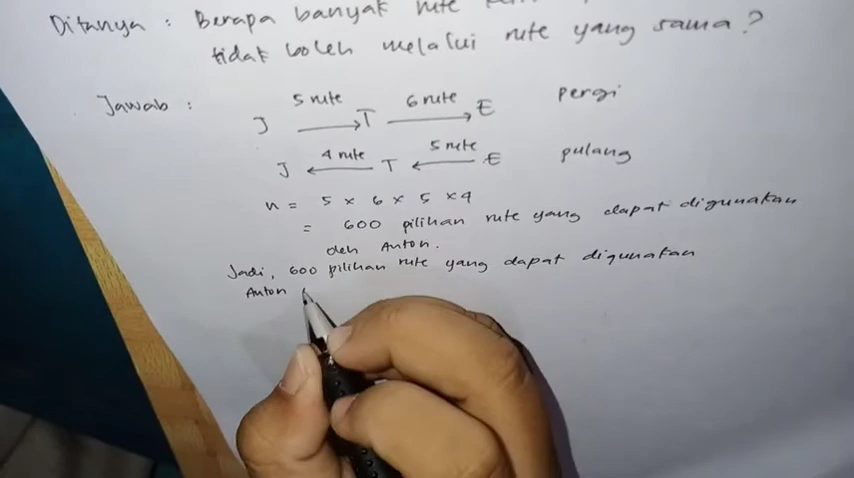 Ditanya : Berapa banyak rute
tidak boleh melalui rute yang sama ?
Jawab :
5 rute 6 rute
J T E pergi
4 rute 5 rute
J T E pulang
n = 5 x 6 x 5 x 4
= 600 pilihan rute yang dapat digunakan
oleh Anton.
Jadi, 600 pilihan rute yang dapat digunakan
Anton